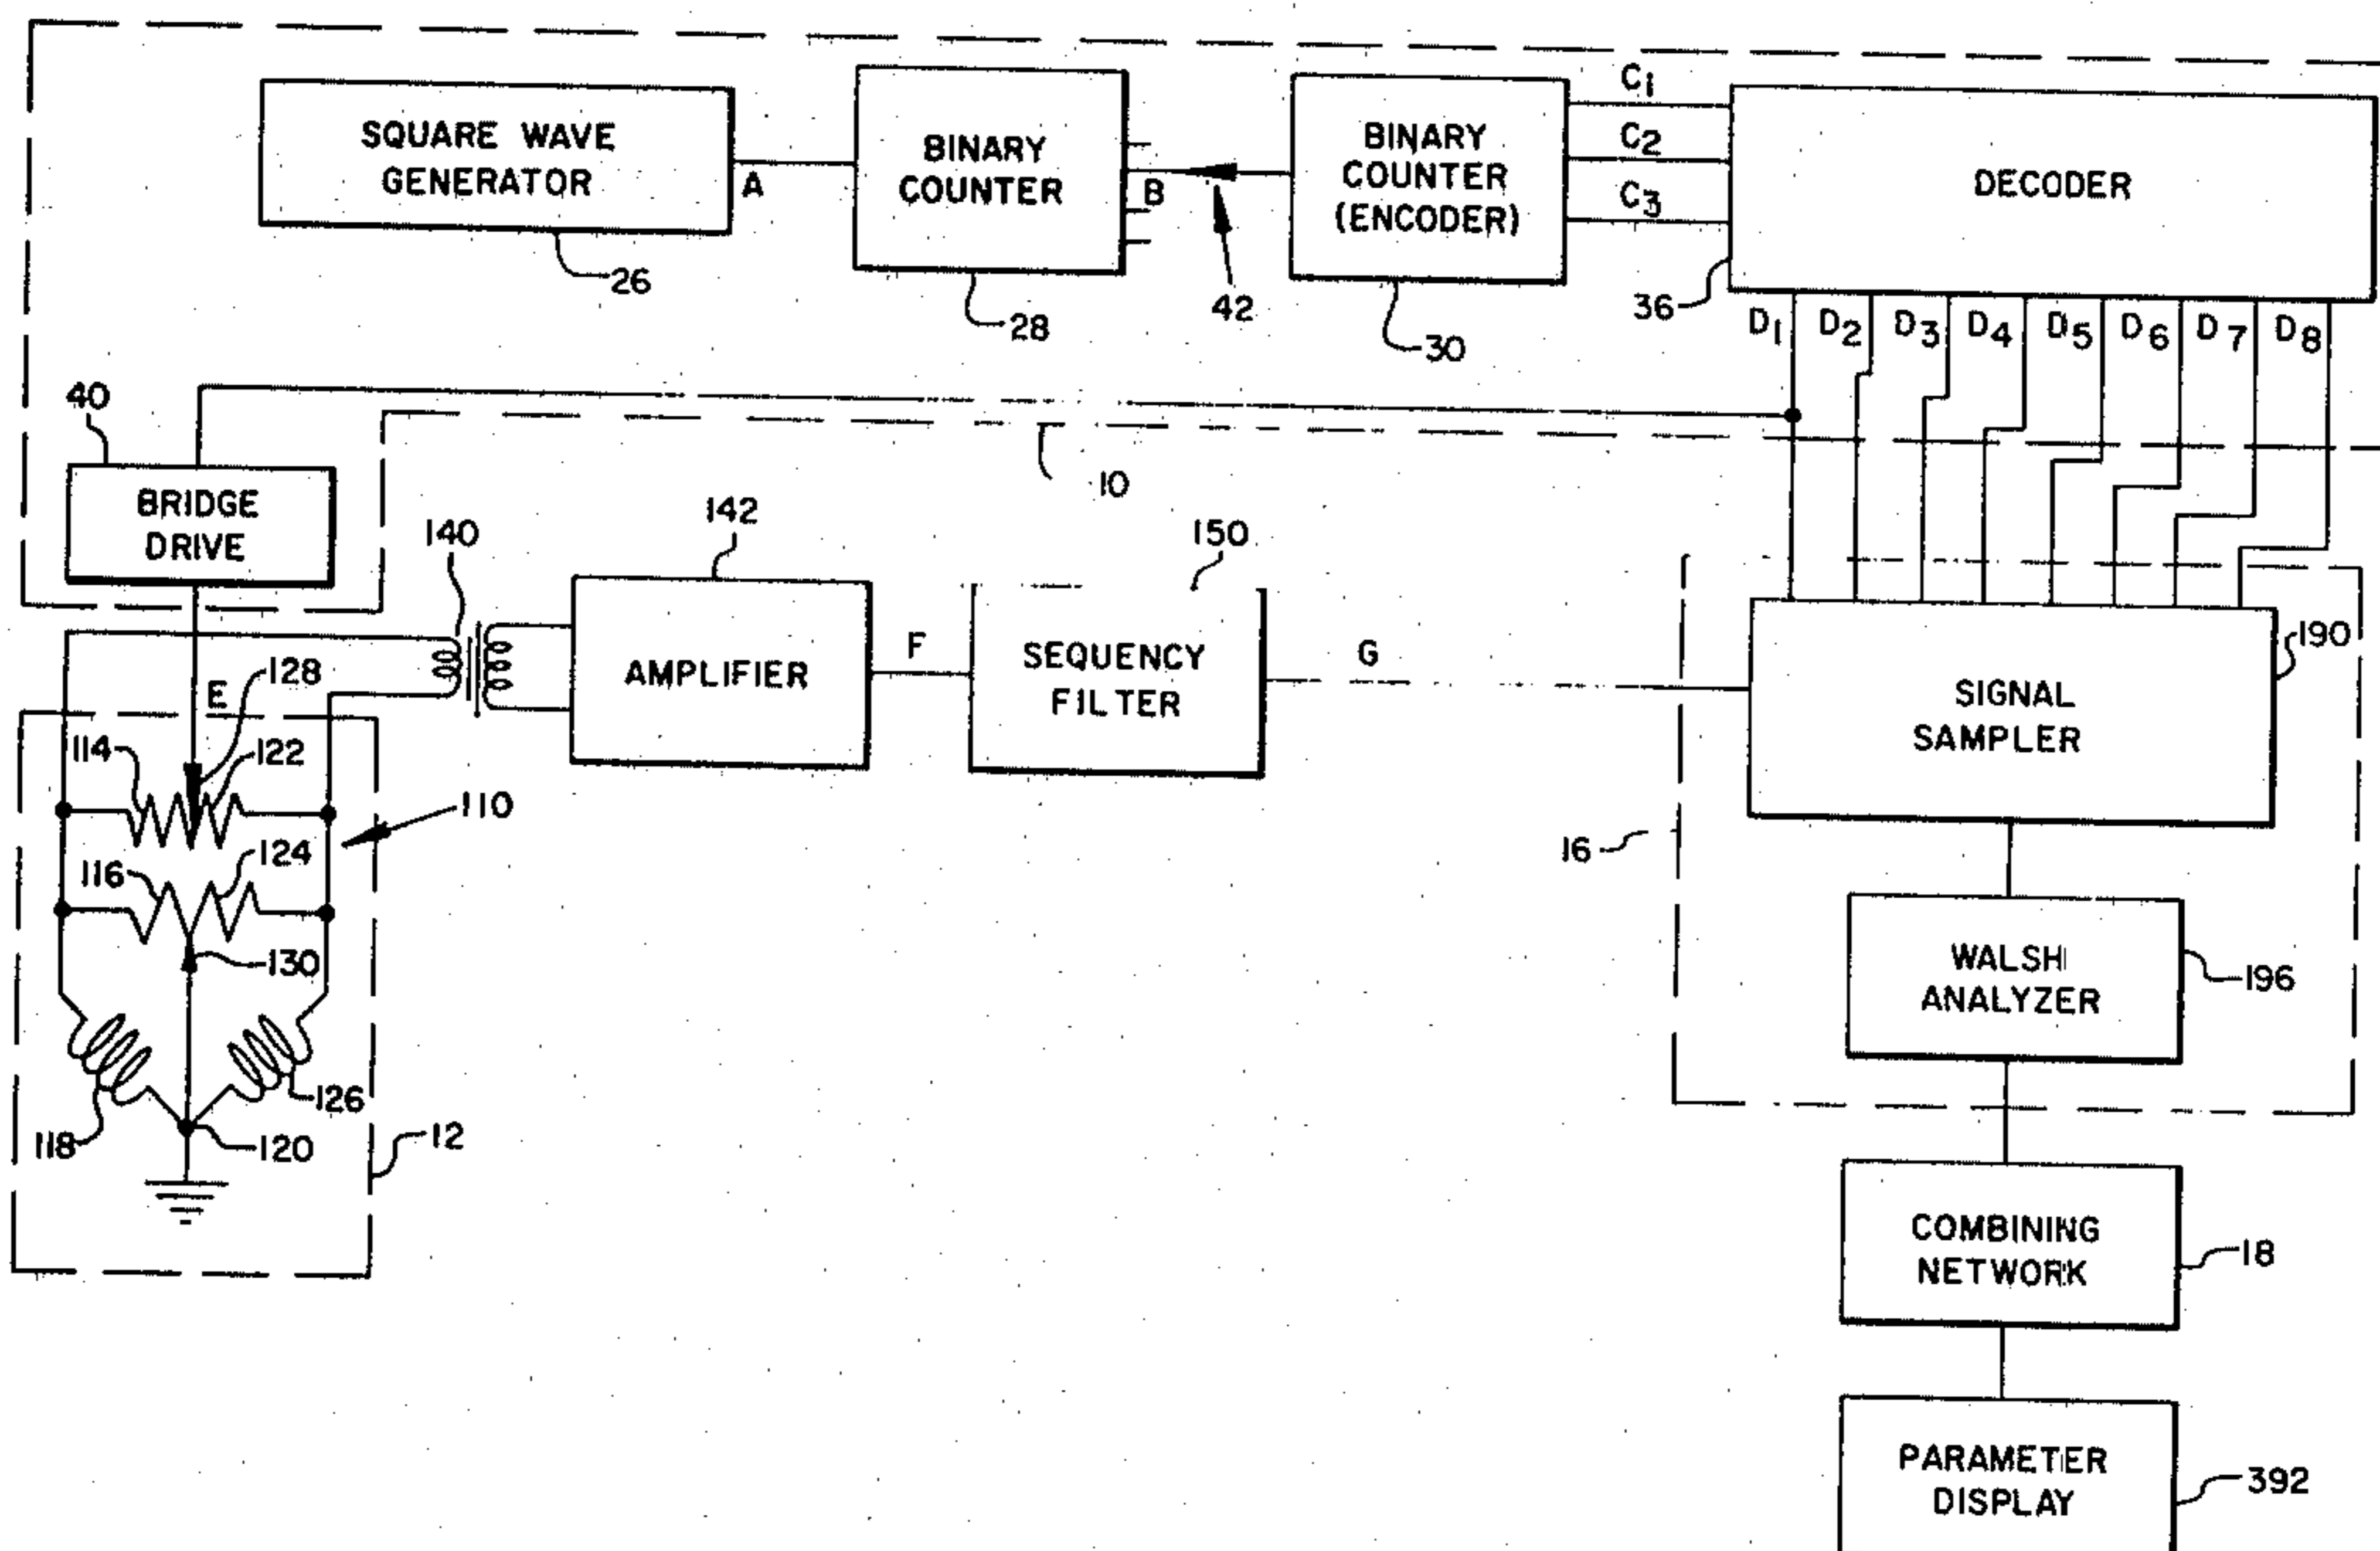 SQUARE WAVE
GENERATOR
A
26
BINARY
COUNTER
B
28
42
BINARY
COUNTER
(ENCODER)
30
C1
C2
C3
DECODER
36
D1
D2
D3
D4
D5
D6
D7
D8
40
BRIDGE
DRIVE
10
140
142
AMPLIFIER
F
150
SEQUENCY
FILTER
G
SIGNAL
SAMPLER
190
E
128
114
122
110
116
124
130
118
126
120
12
16
WALSH
ANALYZER
196
COMBINING
NETWORK
18
PARAMETER
DISPLAY
392